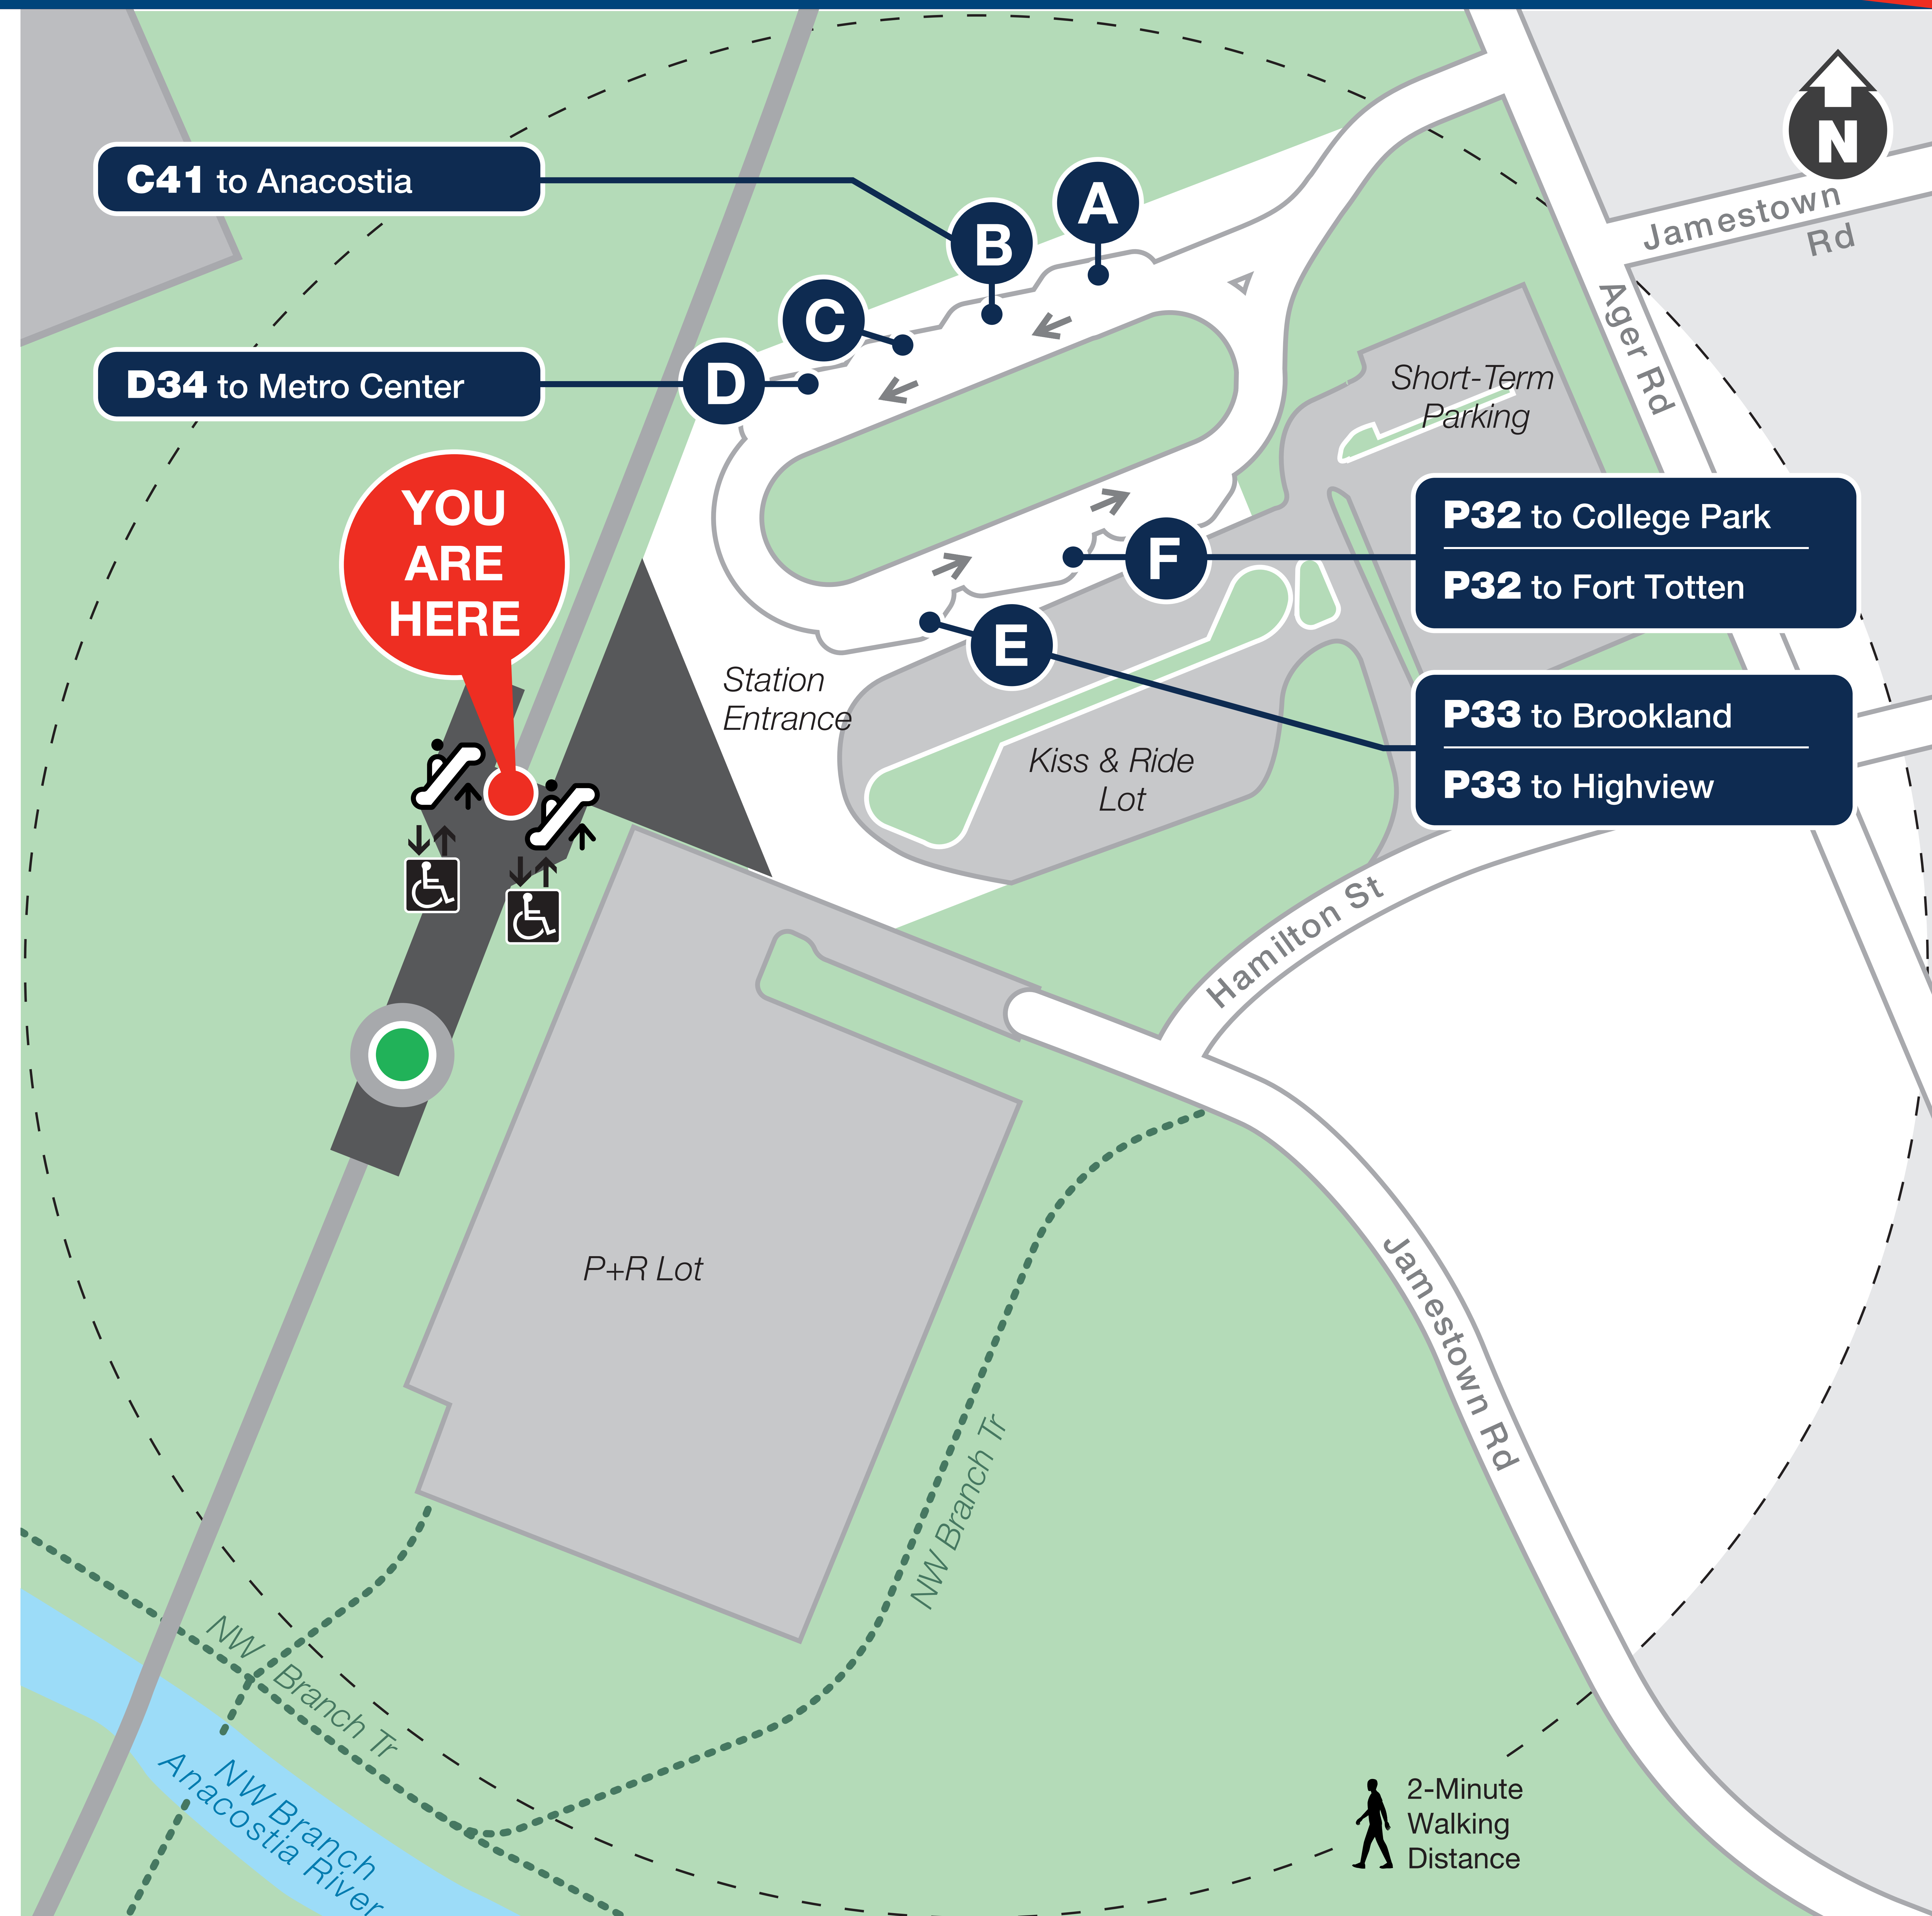 N
Jamestown
Rd
C41 to Anacostia
A
B
C
D34 to Metro Center
D
Ager Rd
Short-Term
Parking
YOU
ARE
HERE
P32 to College Park
P32 to Fort Totten
F
E
Station
Entrance
P33 to Brookland
P33 to Highview
Kiss & Ride
Lot
Hamilton St
P+R Lot
Jamestown Rd
NW Branch Tr
NW Branch Tr
NW Branch
Anacostia River
2-Minute
Walking
Distance